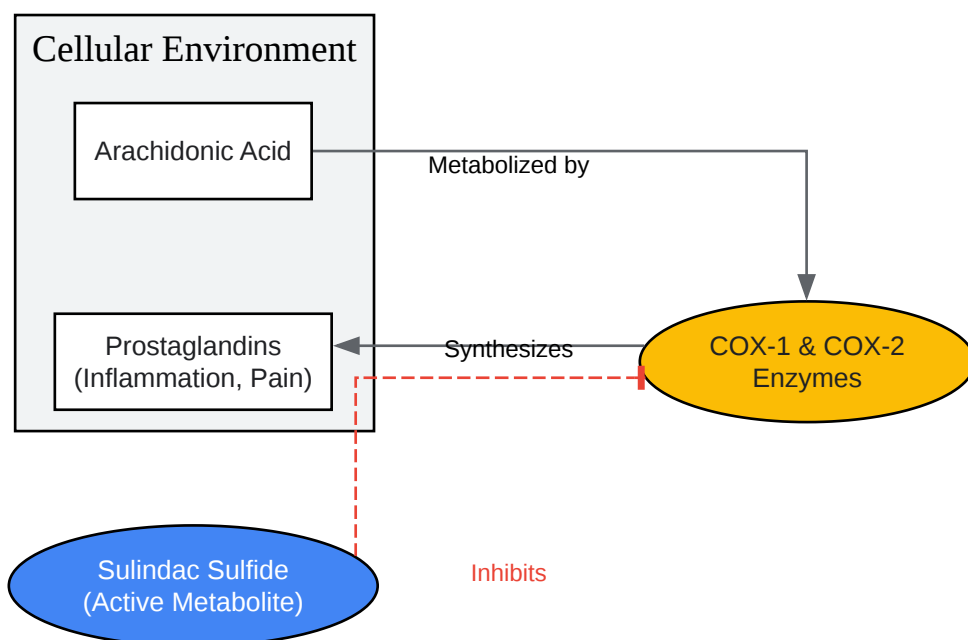 Cellular Environment
Arachidonic Acid
Metabolized by
Prostaglandins
(Inflammation, Pain)
Synthesizes
COX-1 & COX-2
Enzymes
Sulindac Sulfide
(Active Metabolite)
Inhibits